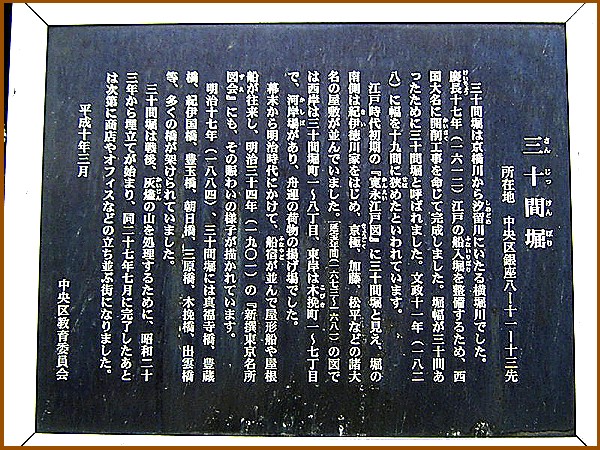 三十間堀
さんじっけんぼり
所在地 中央区銀座八―十一―十三先
三十間堀は京橋川から汐留川にいたる横堀川でした。
慶長十七年(一六一二)江戸の船入堀を整備するため、西
国大名に開削工事を命じて完成しました。堀幅が三十間あ
ったために三十間堀と呼ばれました。文政十一年(一八二
八)に幅を十九間に狭めたといわれています。
江戸時代初期の『寛永江戸図』に三十間堀と見え、堀の
南側は紀伊徳川家をはじめ、京極、加藤、松平などの諸大
名の屋敷が並んでいました。延宝年間(一六七三~一六八一)の図で
は西岸は三十間堀町一~八丁目、東岸は木挽町一~七丁目
で、河岸場があり、舟運の荷物の揚げ場でした。
幕末から明治時代にかけて、船宿が並んで屋形船や屋根
船が往来し、明治三十四年(一九〇一)の『新撰東京名所
図会』にも、その賑わいの様子が描かれています。
明治十七年(一八八四)、三十間堀には真福寺橋、豊蔵
橋、紀伊国橋、豊玉橋、朝日橋、三原橋、木挽橋、出雲橋
等、多くの橋が架けられていました。
三十間堀は戦後、灰燼の山を処理するために、昭和二十
三年から埋立てが始まり、同二十七年七月に完了したあと
は次第に商店やオフィスなどの立ち並ぶ街になりました。
平成十年三月
中央区教育委員会